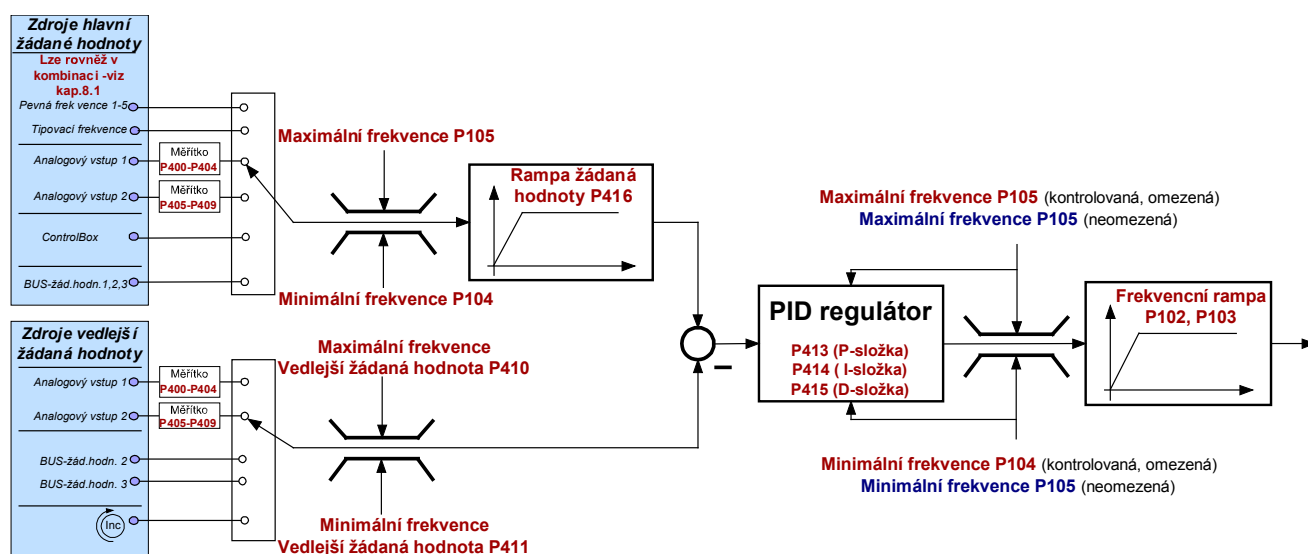 Zdroje hlavní
žádané hodnoty
Lze rovněž v
kombinaci -viz
kap.8.1
Pevná frek vence 1-5
Tipovací frekvence
Analogový vstup 1
Měřítko
P400-P404
Analogový vstup 2
Měřítko
P405-P409
ControlBox
BUS-žád.hodn.1,2,3
Maximální frekvence P105
Minimální frekvence P104
Rampa žádaná
hodnoty P416
Zdroje vedlejší
žádaná hodnoty
Analogový vstup 1
Měřítko
P400-P404
Analogový vstup 2
Měřítko
P405-P409
BUS-žád.hodn. 2
BUS-žád.hodn. 3
Inc
Maximální frekvence
Vedlejší žádaná hodnota P410
Minimální frekvence
Vedlejší žádaná hodnota P411
–
PID regulátor
P413 (P-složka)
P414 ( I-složka)
P415 (D-složka)
Maximální frekvence P105 (kontrolovaná, omezená)
Maximální frekvence P105 (neomezená)
Minimální frekvence P104 (kontrolovaná, omezená)
Minimální frekvence P105 (neomezená)
Frekvencní rampa
P102, P103